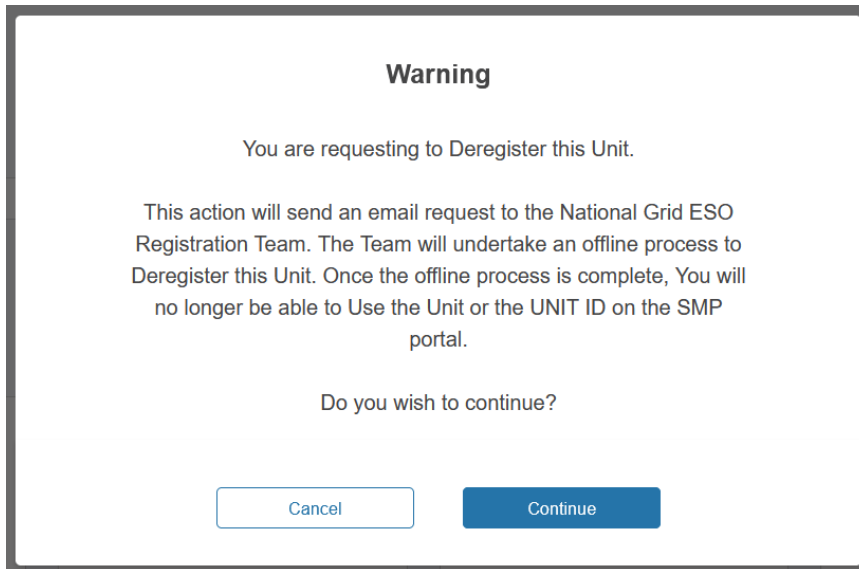 Warning
You are requesting to Deregister this Unit.
This action will send an email request to the National Grid ESO
Registration Team. The Team will undertake an offline process to
Deregister this Unit. Once the offline process is complete, You will
no longer be able to Use the Unit or the UNIT ID on the SMP
portal.
Do you wish to continue?
Cancel
Continue